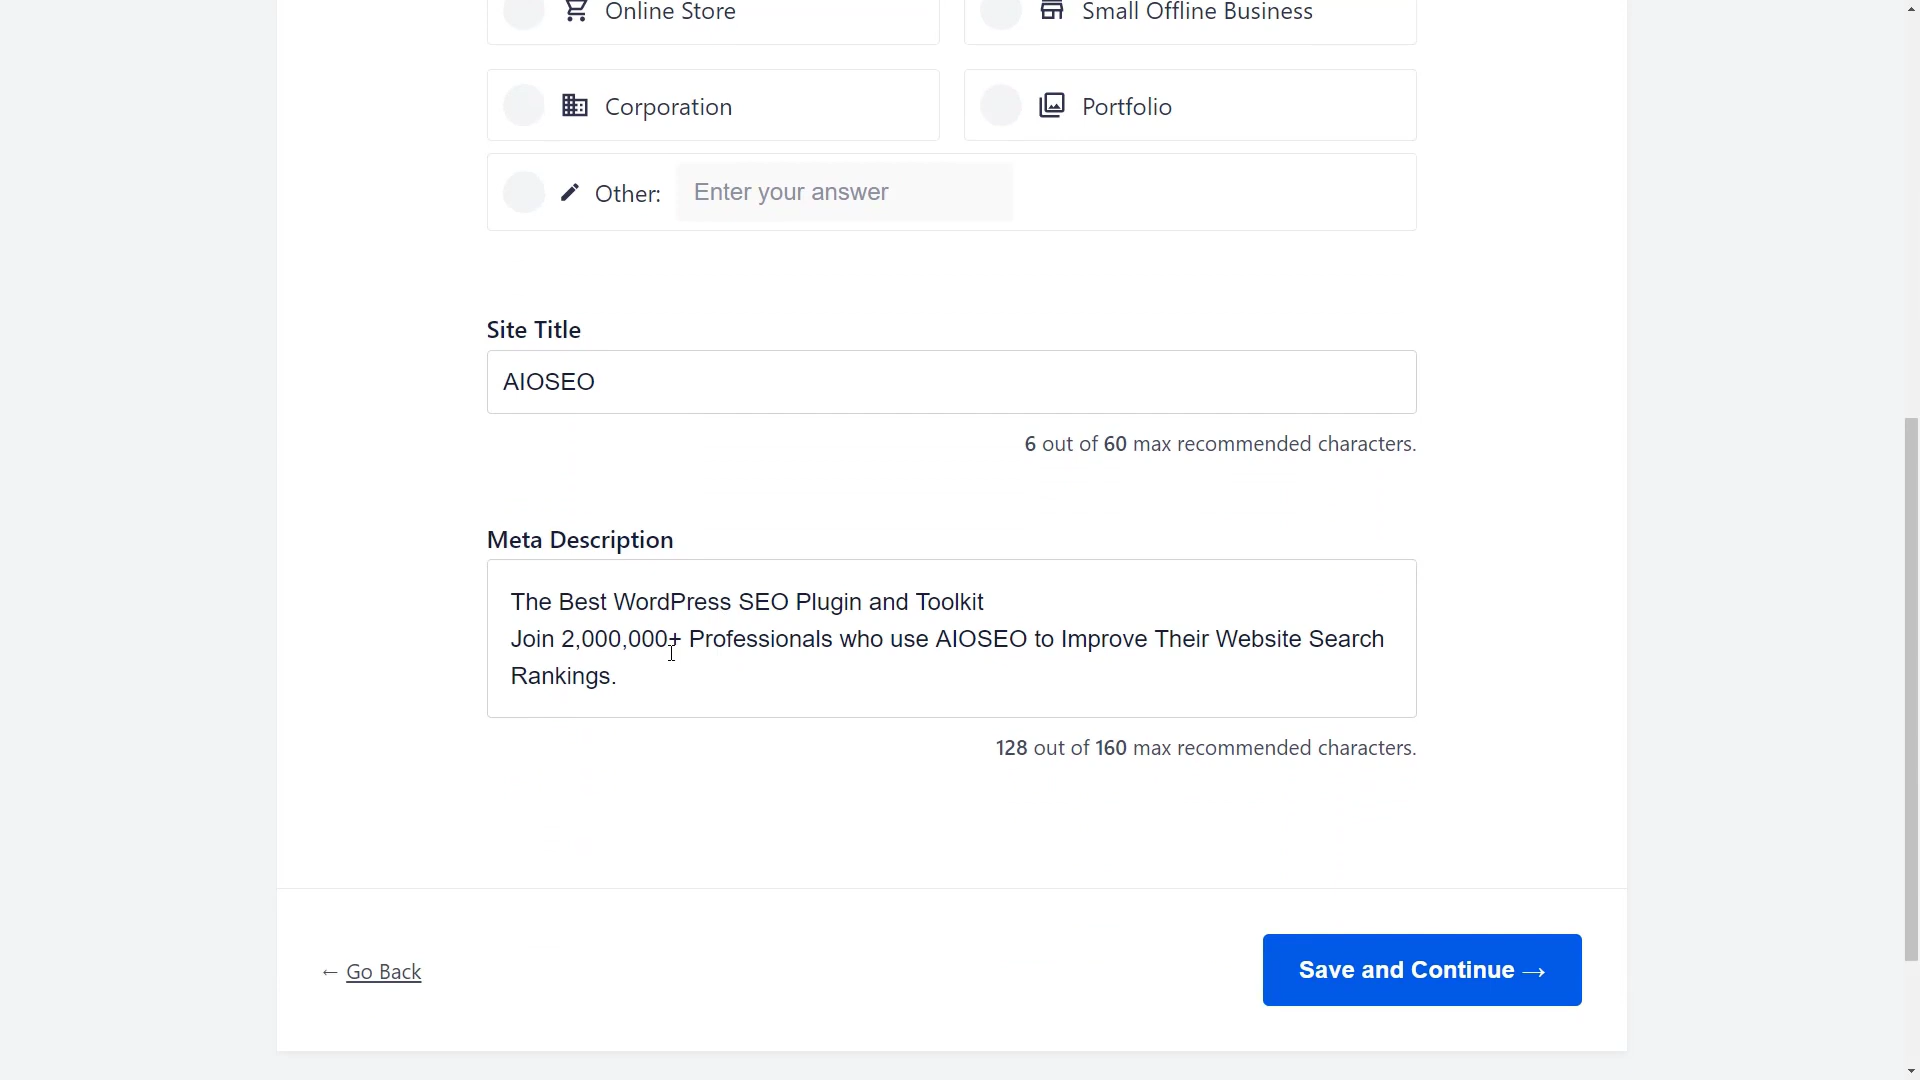 Online Store
Small Offline Business
Corporation
Portfolio
Other: Enter your answer
Site Title
AIOSEO
6 out of 60 max recommended characters.
Meta Description
The Best WordPress SEO Plugin and Toolkit
Join 2,000,000+ Professionals who use AIOSEO to Improve Their Website Search
Rankings.
128 out of 160 max recommended characters.
← Go Back
Save and Continue →